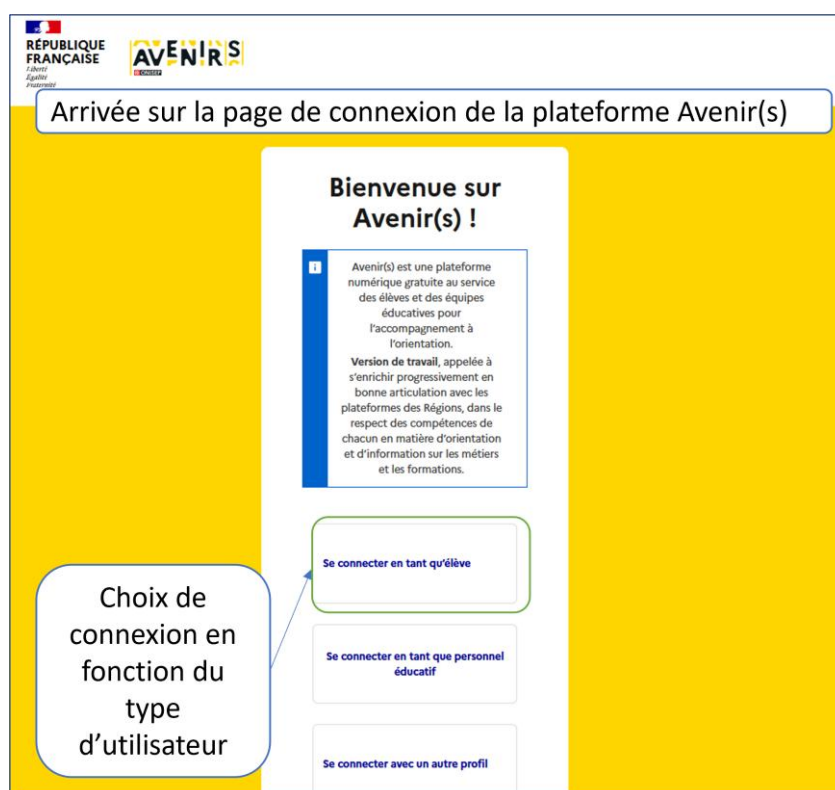 RÉPUBLIQUE
FRANÇAISE
Liberté
Égalité
Fraternité
AVENIRS
ONISEP
Arrivée sur la page de connexion de la plateforme Avenir(s)
Bienvenue sur
Avenir(s) !
i
Avenir(s) est une plateforme
numérique gratuite au service
des élèves et des équipes
éducatives pour
l'accompagnement à
l'orientation.
Version de travail, appelée à
s'enrichir progressivement en
bonne articulation avec les
plateformes des Régions, dans le
respect des compétences de
chacun en matière d'orientation
et d'information sur les métiers
et les formations.
Se connecter en tant qu'élève
Choix de
connexion en
fonction du
type
d'utilisateur
Se connecter en tant que personnel
éducatif
Se connecter avec un autre profil